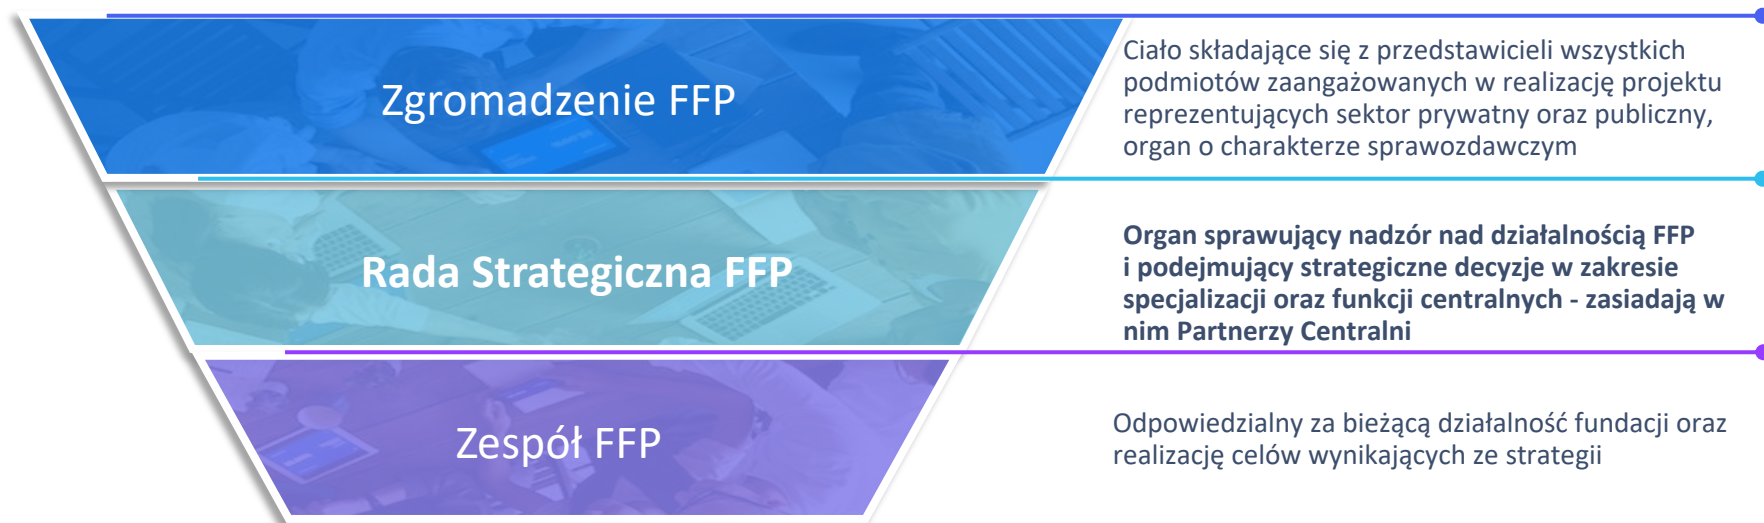 Zgromadzenie FFP
Ciało składające się z przedstawicieli wszystkich
podmiotów zaangażowanych w realizację projektu
reprezentujących sektor prywatny oraz publiczny,
organ o charakterze sprawozdawczym
Rada Strategiczna FFP
Organ sprawujący nadzór nad działalnością FFP
i podejmujący strategiczne decyzje w zakresie
specjalizacji oraz funkcji centralnych - zasiadają w
nim Partnerzy Centralni
Zespół FFP
Odpowiedzialny za bieżącą działalność fundacji oraz
realizację celów wynikających ze strategii